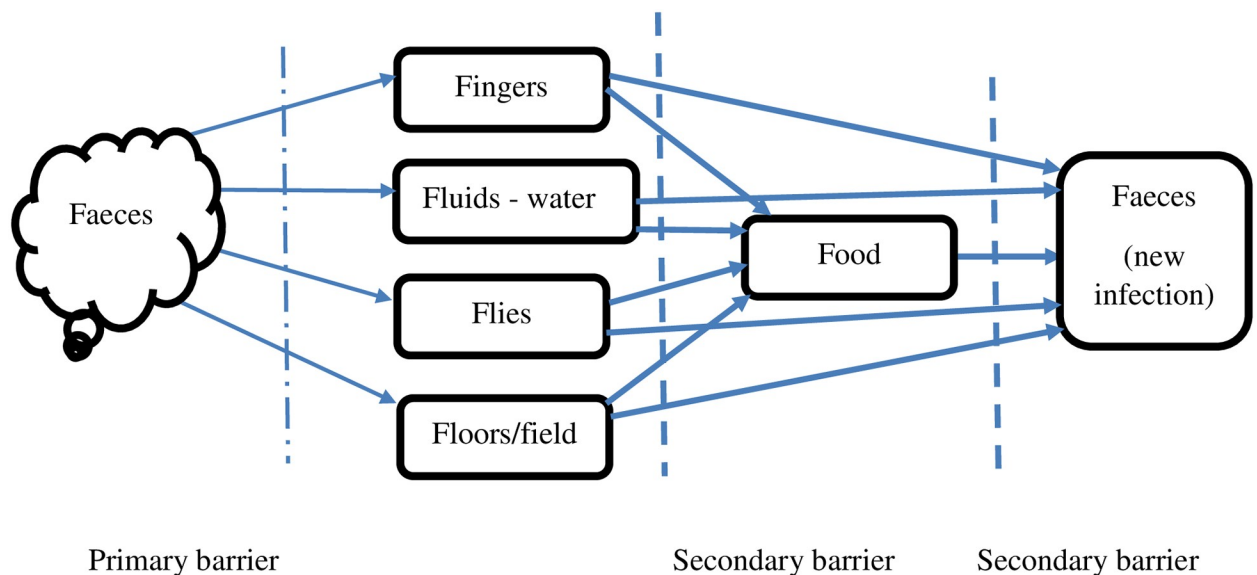 Fingers
Fluids - water
Faeces
Flies
Floors/field
Food
Faeces
(new
infection)
Primary barrier
Secondary barrier
Secondary barrier